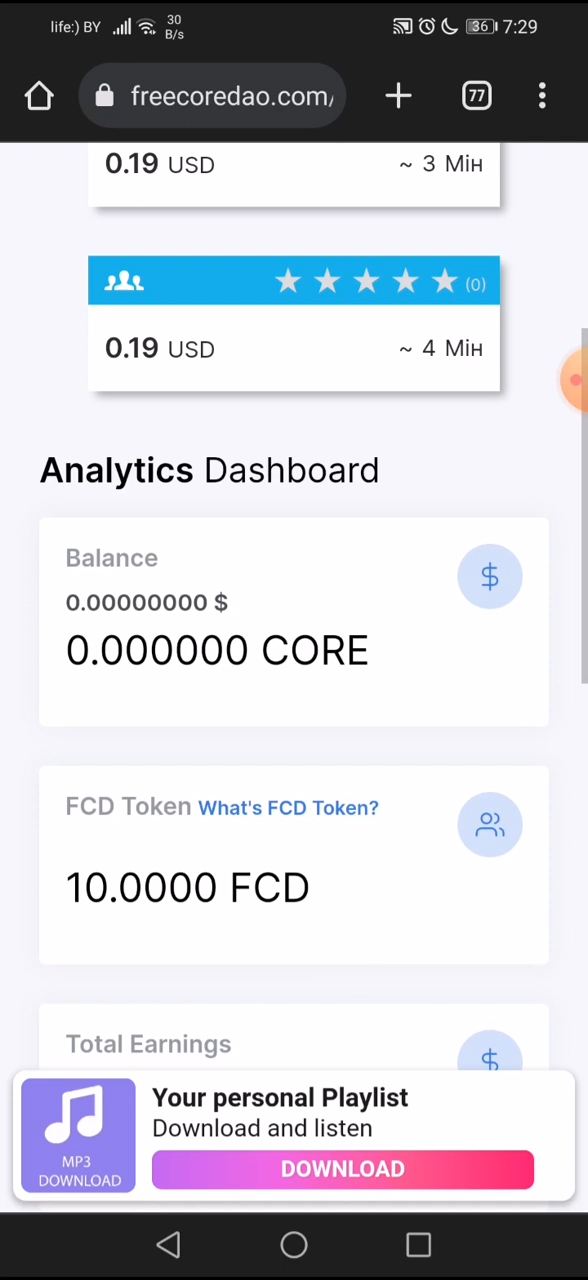 life:) BY 30 B/s 36 7:29
freecoredao.com/ 77
0.19 USD ~ 3 Мін
(0)
0.19 USD ~ 4 Мін
Analytics Dashboard
Balance
0.00000000 $
0.000000 CORE
FCD Token What's FCD Token?
10.0000 FCD
Total Earnings
Your personal Playlist
Download and listen
MP3
DOWNLOAD
DOWNLOAD